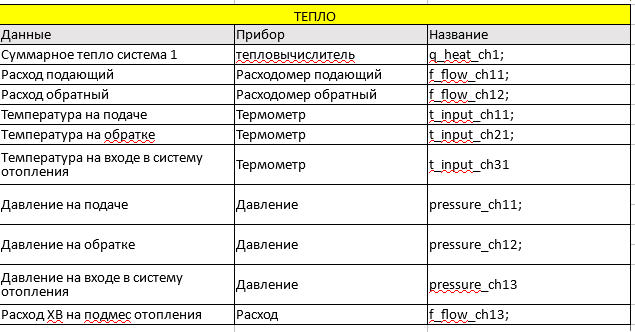 ТЕПЛО
Данные Прибор Название
Суммарное тепло система 1 тепловычислитель q_heat_ch1;
Расход подающий Расходомер подающий f_flow_ch11;
Расход обратный Расходомер обратный f_flow_ch12;
Температура на подаче Термометр t_input_ch11;
Температура на обратке Термометр t_input_ch21;
Температура на входе в систему
отопления Термометр t_input_ch31
Давление на подаче Давление pressure_ch11;
Давление на обратке Давление pressure_ch12;
Давление на входе в систему
отопления Давление pressure_ch13
Расход ХВ на подмес отопления Расход f_flow_ch13;